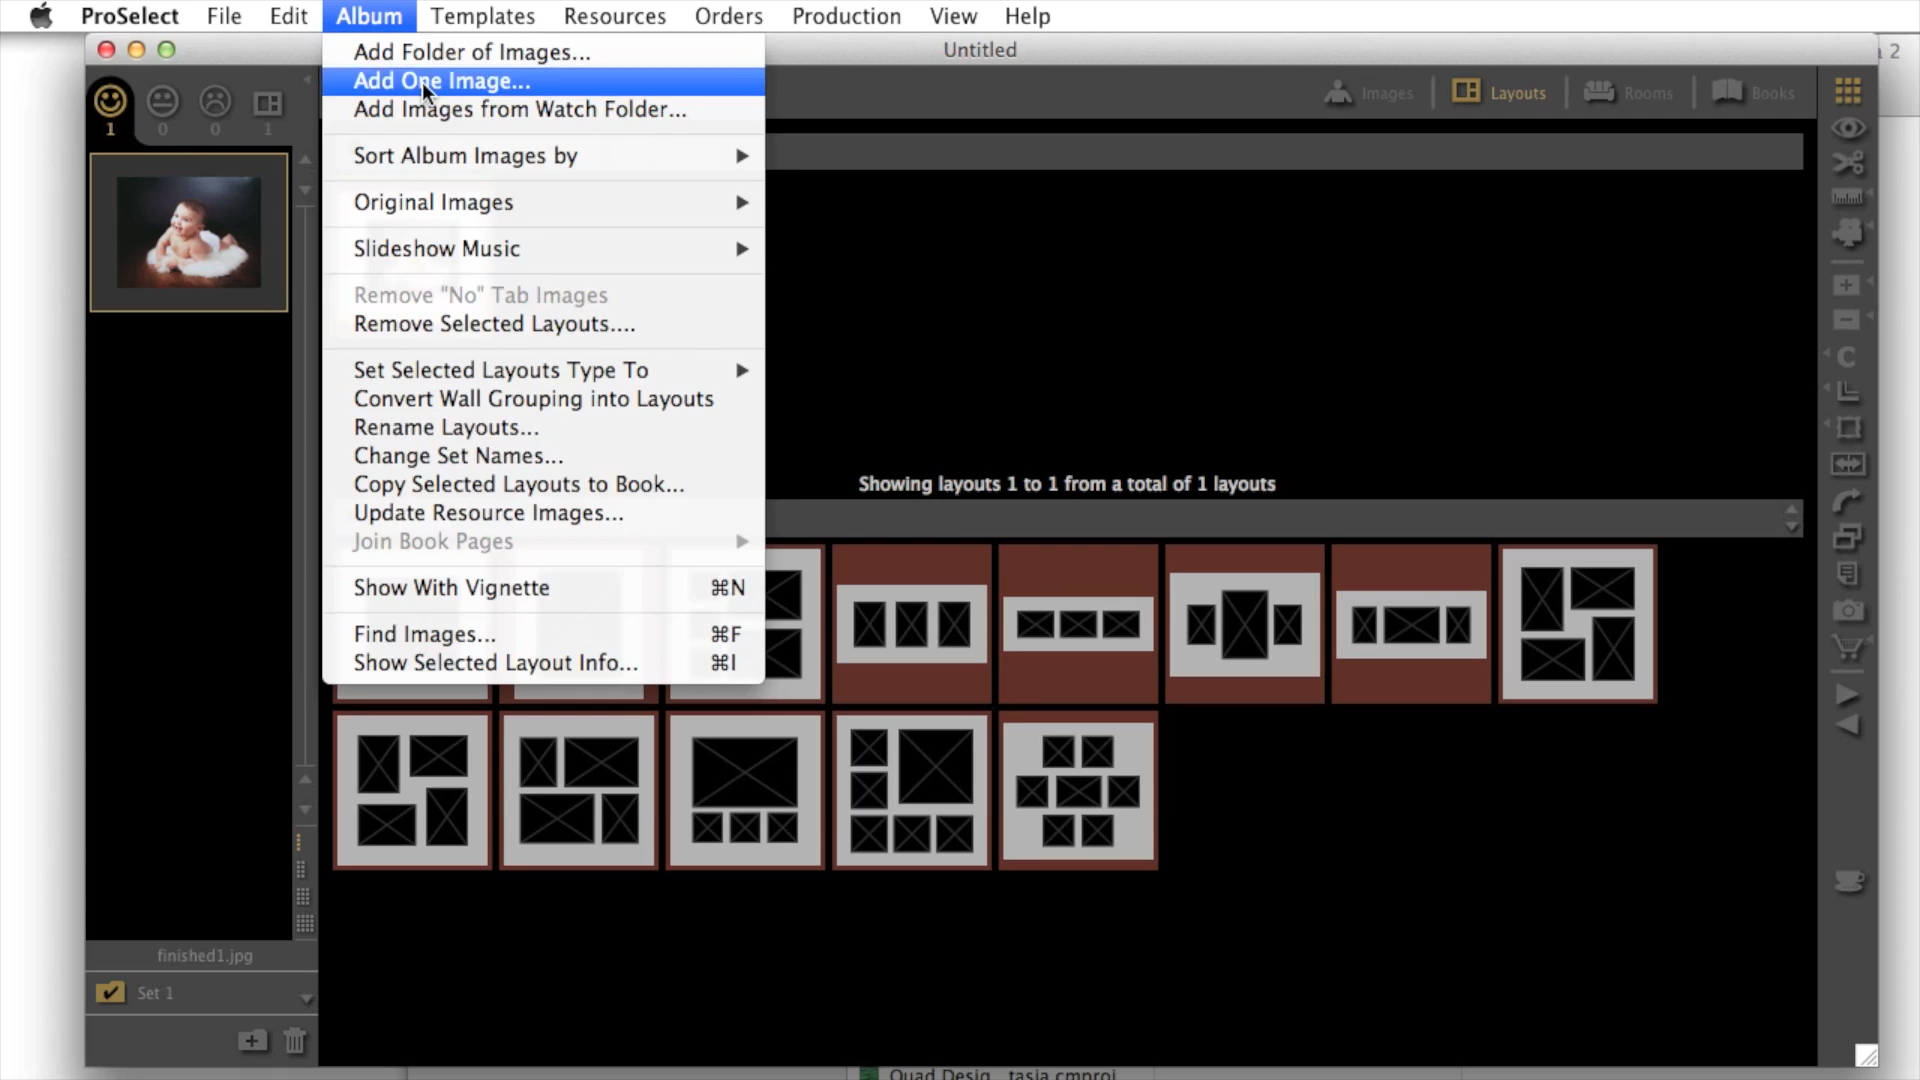 ProSelect File Edit Album Templates Resources Orders Production View Help
Untitled
2
1 0 0 1
Images Layouts Rooms Books
Add Folder of Images...
Add One Image...
Add Images from Watch Folder...
Sort Album Images by
Original Images
Slideshow Music
Remove "No" Tab Images
Remove Selected Layouts....
Set Selected Layouts Type To
Convert Wall Grouping into Layouts
Rename Layouts...
Change Set Names...
Copy Selected Layouts to Book...
Update Resource Images...
Join Book Pages
Show With Vignette ⌘N
Find Images... ⌘F
Show Selected Layout Info... ⌘I
Showing layouts 1 to 1 from a total of 1 layouts
C
finished1.jpg
Set 1
Quad Desig...tasia.cmproj